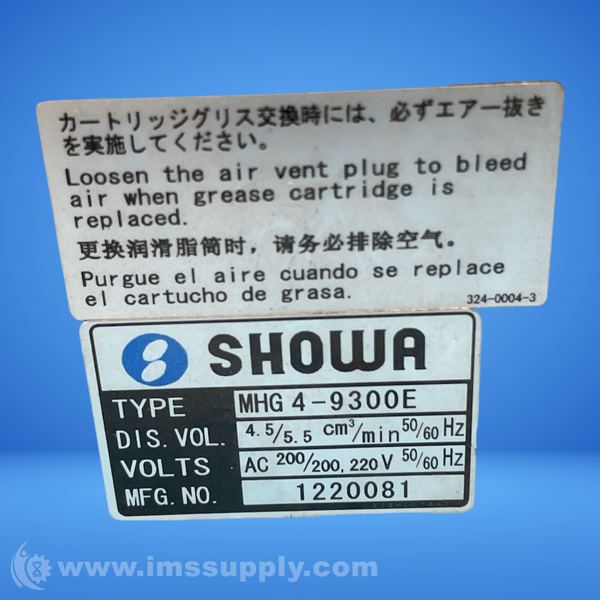 カートリッジグリス交換時には、必ずエアー抜き
を実施してください。
Loosen the air vent plug to bleed
air when grease cartridge is
replaced.
更换润滑脂筒时，请务必排除空气。
Purgue el aire cuando se replace
el cartucho de grasa.
324-0004-3
SHOWA
TYPE MHG 4-9300E
DIS. VOL. 4.5/5.5 cm³/min 50/60 Hz
VOLTS AC 200/200, 220 V 50/60 Hz
MFG. NO. 1220081
www.imssupply.com